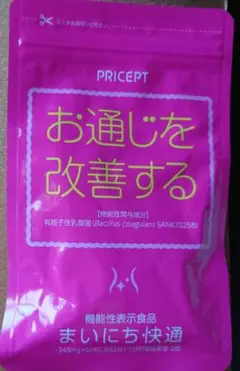 PRICEPT
お通じを
改善する
【機能性関与成分】
有胞子性乳酸菌(Bacillus coagulans SANK70258)
機能性表示食品
まいにち快通